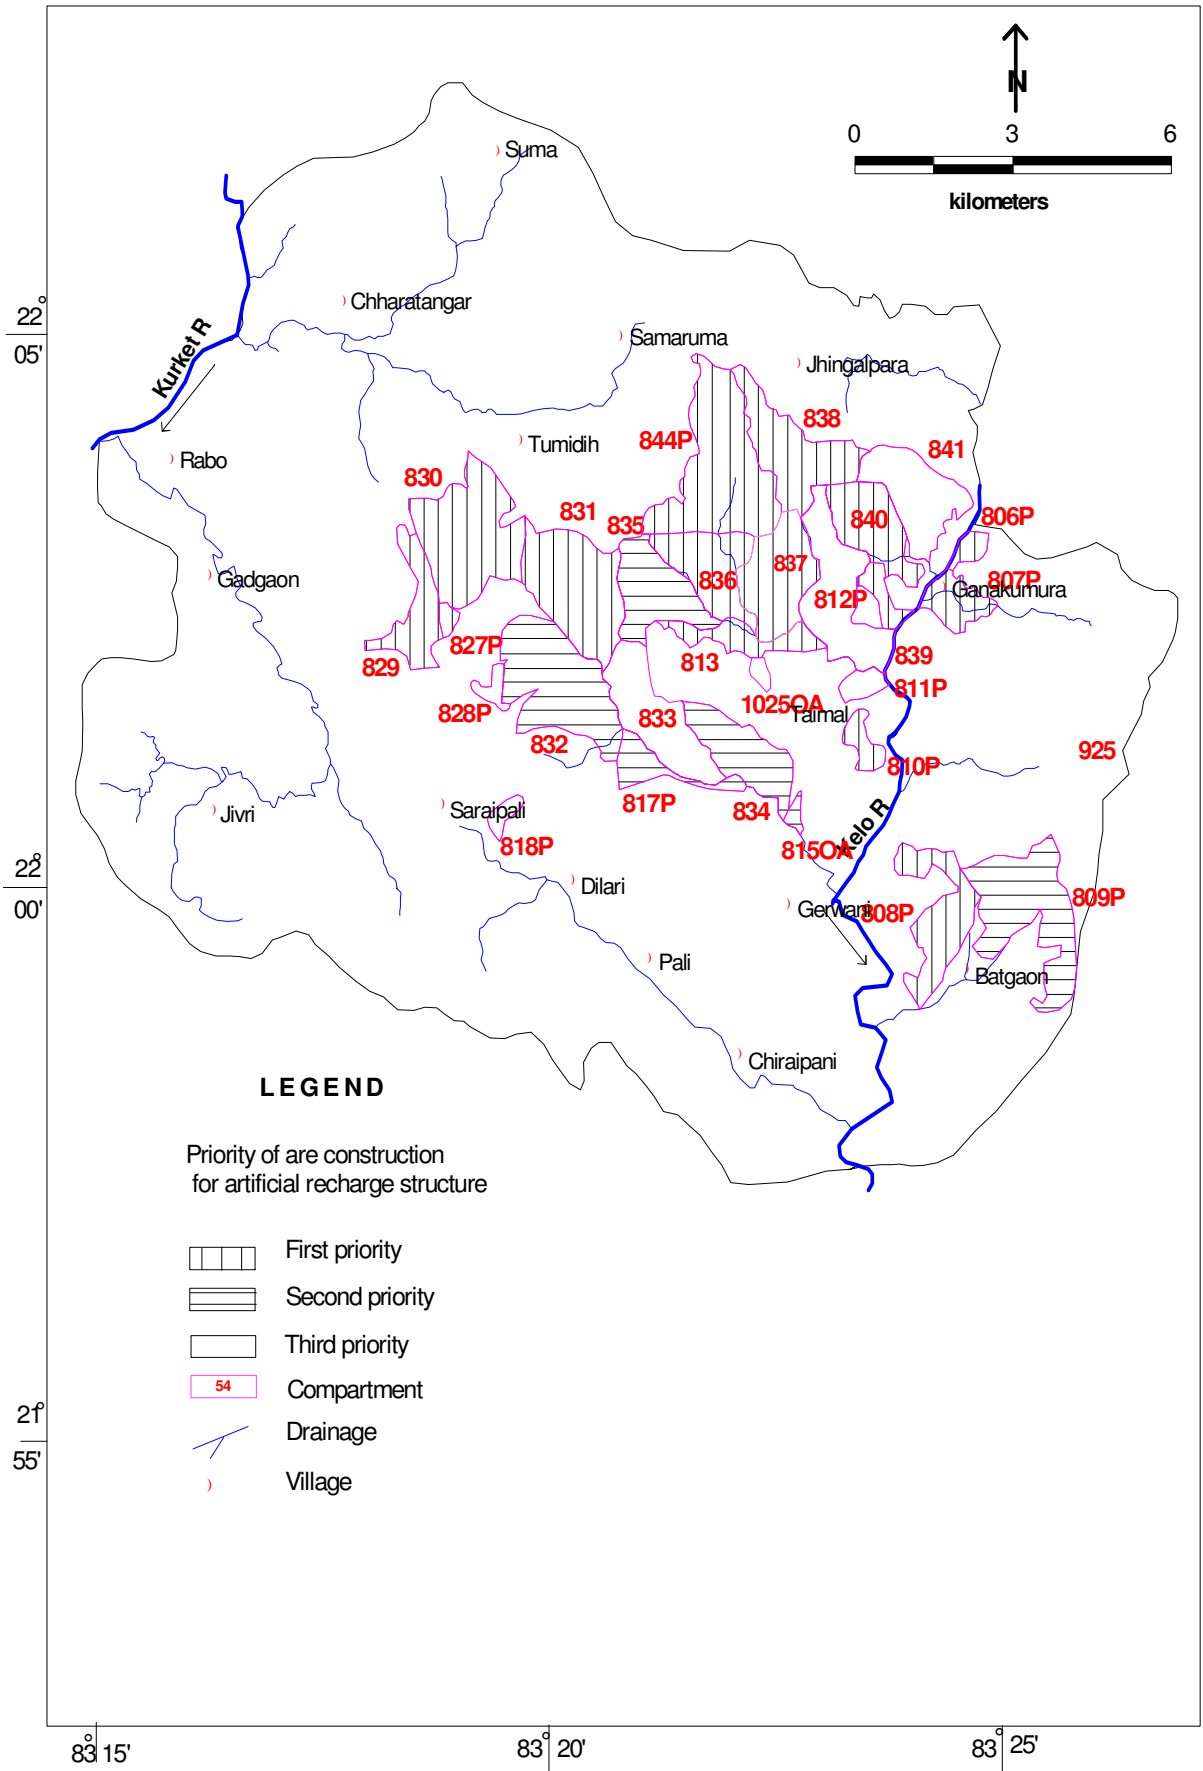 N
0 3 6
kilometers
Suma
Chharatangar
22°
05'
Samaruma
Jhingalpara
Kurket R
838
844P
841
Tumidih
Rabo
830
831
835
840
806P
837
836
Gadgaon
807P
Ganakumura
812P
827P
813
839
829
811P
1025OA
Taimal
828P
833
832
925
810P
817P
834
Saraipali
Jivri
Kelo R
818P
815OA
22°
00'
Dilari
809P
Gerwani
808P
Pali
Batgaon
Chiraipani
LEGEND
Priority of are construction
for artificial recharge structure
First priority
Second priority
Third priority
54
Compartment
21°
55'
Drainage
Village
83° 15'
83° 20'
83° 25'